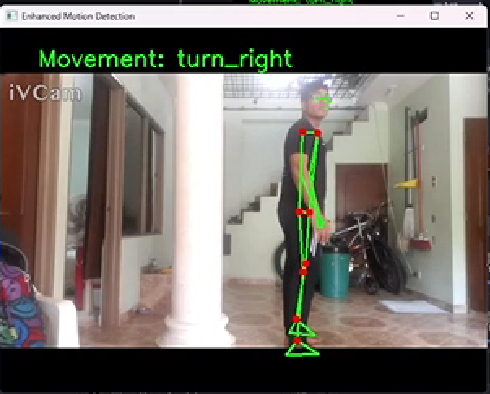 Enhanced Motion Detection
Movement: turn_right
iVCam